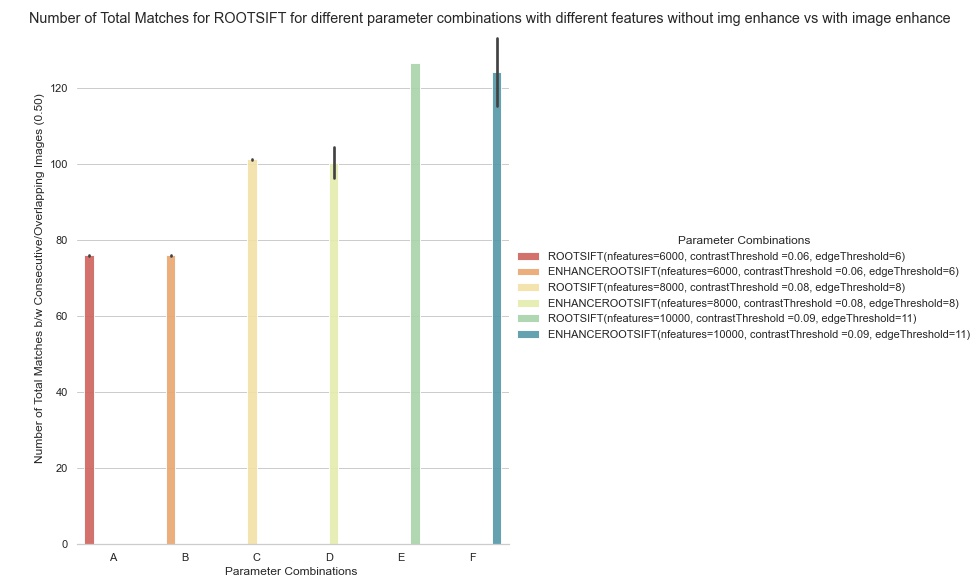 Number of Total Matches for ROOTSIFT for different parameter combinations with different features without img enhance vs with image enhance
Number of Total Matches b/w Consecutive/Overlapping Images (0.50)
120
100
80
60
40
20
0
A B C D E F
Parameter Combinations
Parameter Combinations
ROOTSIFT(nfeatures=6000, contrastThreshold =0.06, edgeThreshold=6)
ENHANCEROOTSIFT(nfeatures=6000, contrastThreshold =0.06, edgeThreshold=6)
ROOTSIFT(nfeatures=8000, contrastThreshold =0.08, edgeThreshold=8)
ENHANCEROOTSIFT(nfeatures=8000, contrastThreshold =0.08, edgeThreshold=8)
ROOTSIFT(nfeatures=10000, contrastThreshold =0.09, edgeThreshold=11)
ENHANCEROOTSIFT(nfeatures=10000, contrastThreshold =0.09, edgeThreshold=11)